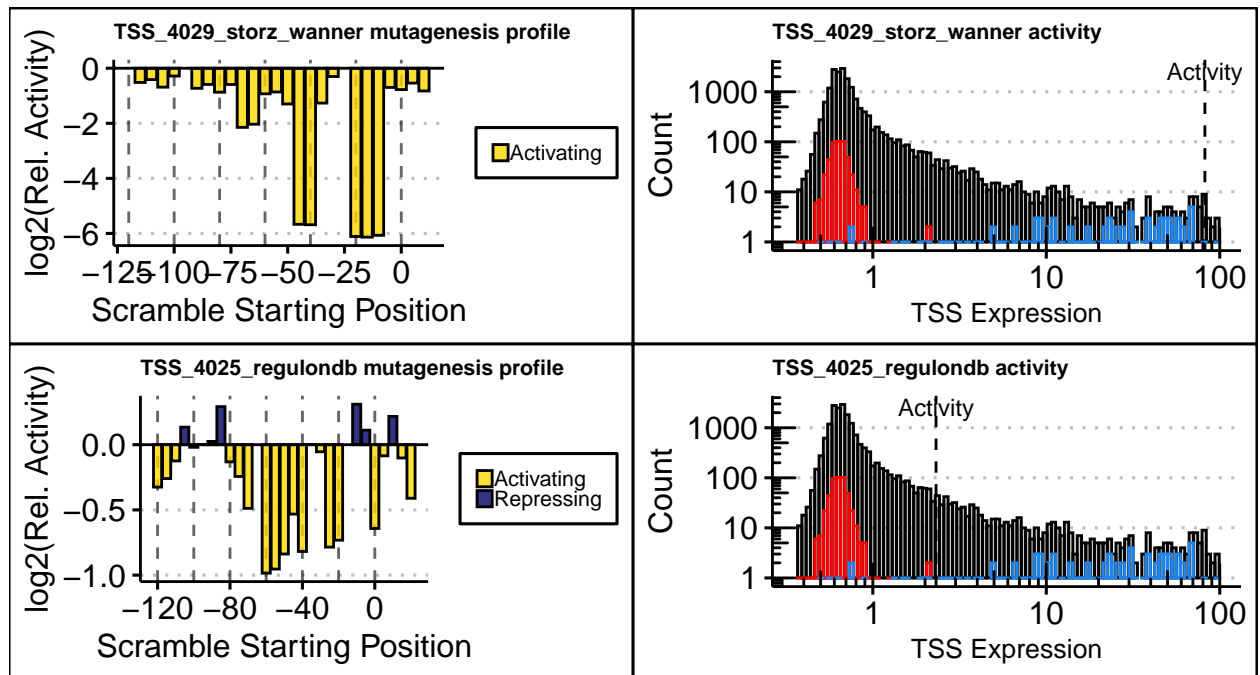 TSS_4029_storz_wanner mutagenesis profile
log2(Rel. Activity)
0
−2
−4
−6
−125 −100 −75 −50 −25 0
Scramble Starting Position
Activating
TSS_4029_storz_wanner activity
Activity
Count
1000
100
10
1
1 10 100
TSS Expression
TSS_4025_regulondb mutagenesis profile
log2(Rel. Activity)
0.0
−0.5
−1.0
−120 −80 −40 0
Scramble Starting Position
Activating
Repressing
TSS_4025_regulondb activity
Activity
Count
1000
100
10
1
1 10 100
TSS Expression